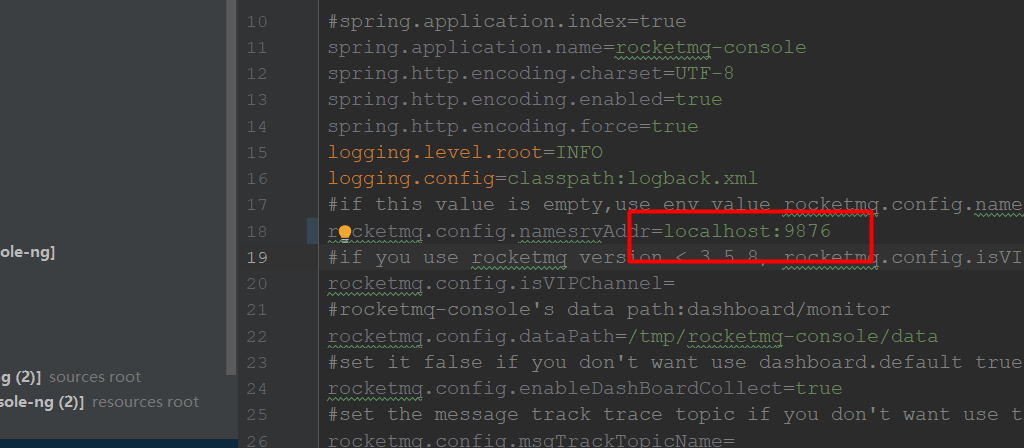 10 #spring.application.index=true
11 spring.application.name=rocketmq-console
12 spring.http.encoding.charset=UTF-8
13 spring.http.encoding.enabled=true
14 spring.http.encoding.force=true
15 logging.level.root=INFO
16 logging.config=classpath:logback.xml
17 #if this value is empty,use env value rocketmq.config.name
18 rocketmq.config.namesrvAddr=localhost:9876
19 #if you use rocketmq version < 3.5.8, rocketmq.config.isVI
20 rocketmq.config.isVIPChannel=
21 #rocketmq-console's data path:dashboard/monitor
22 rocketmq.config.dataPath=/tmp/rocketmq-console/data
23 #set it false if you don't want use dashboard.default true
24 rocketmq.config.enableDashBoardCollect=true
25 #set the message track trace topic if you don't want use t
26 rocketmq.config.msgTrackTopicName=
ole-ng]
ng (2)] sources root
sole-ng (2)] resources root